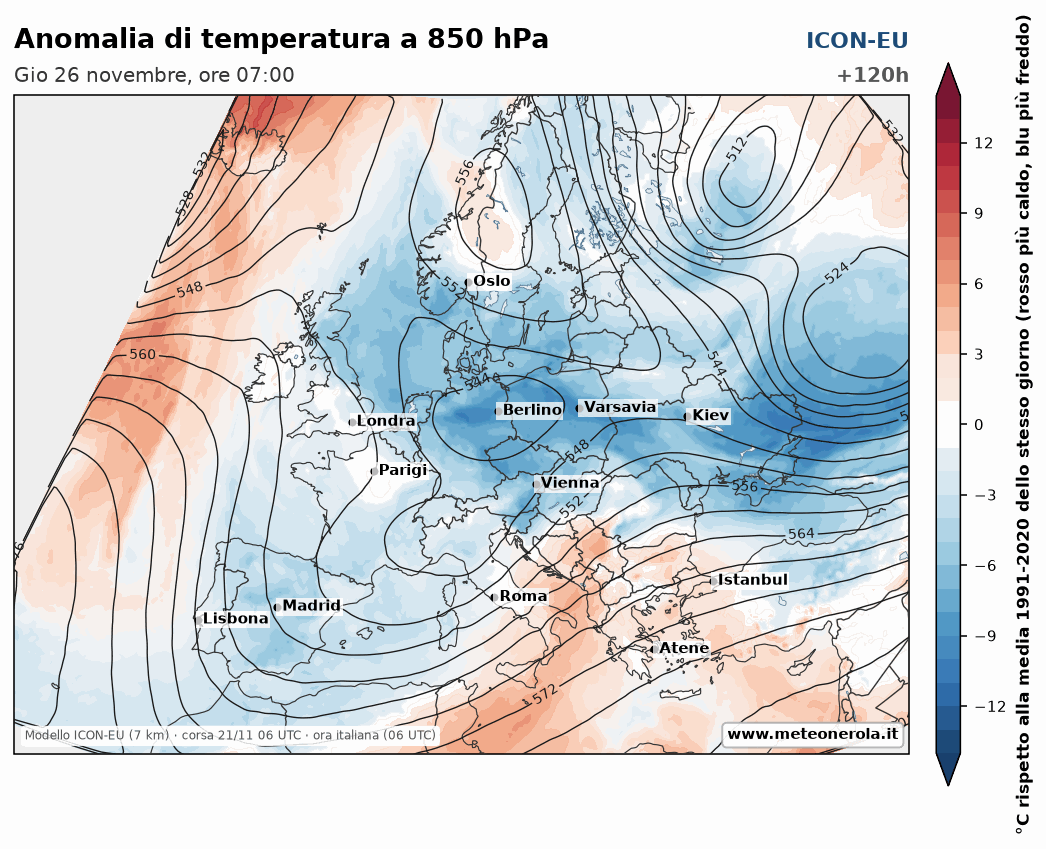 Anomalia di temperatura a 850 hPa
ICON-EU
Gio 26 novembre, ore 07:00
+120h
512
532
532
528
556
524
548
552
560
544
544
548
556
552
564
572
Oslo
Berlino
Varsavia
Kiev
Londra
Parigi
Vienna
Istanbul
Roma
Madrid
Lisbona
Atene
Modello ICON-EU (7 km) · corsa 21/11 06 UTC · ora italiana (06 UTC)
www.meteonerola.it
12
9
6
3
0
−3
−6
−9
−12
°C rispetto alla media 1991-2020 dello stesso giorno (rosso più caldo, blu più freddo)